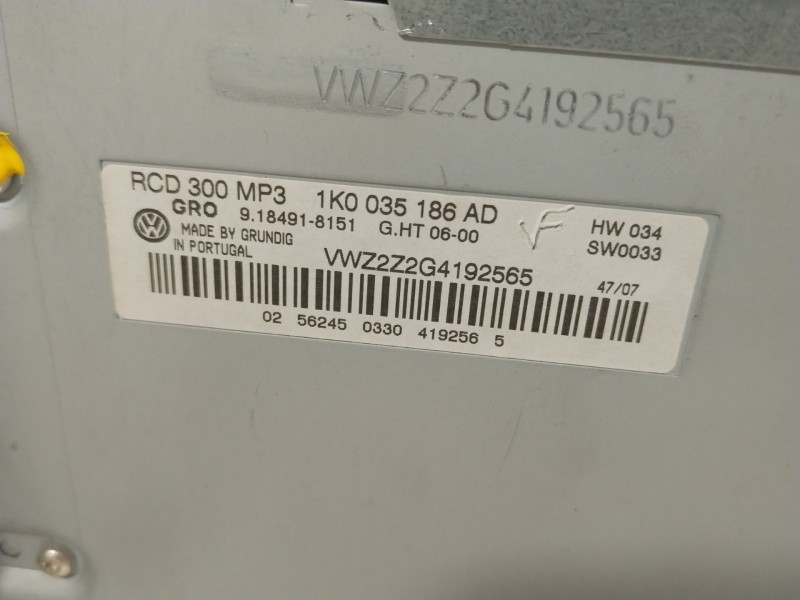 VWZ2Z2G4192565
RCD 300 MP3 1K0 035 186 AD
GRO 9.18491-8151 G.HT 06-00
HW 034
MADE BY GRUNDIG
SW0033
IN PORTUGAL
VWZ2Z2G4192565
47/07
02 56245 0330 419256 5